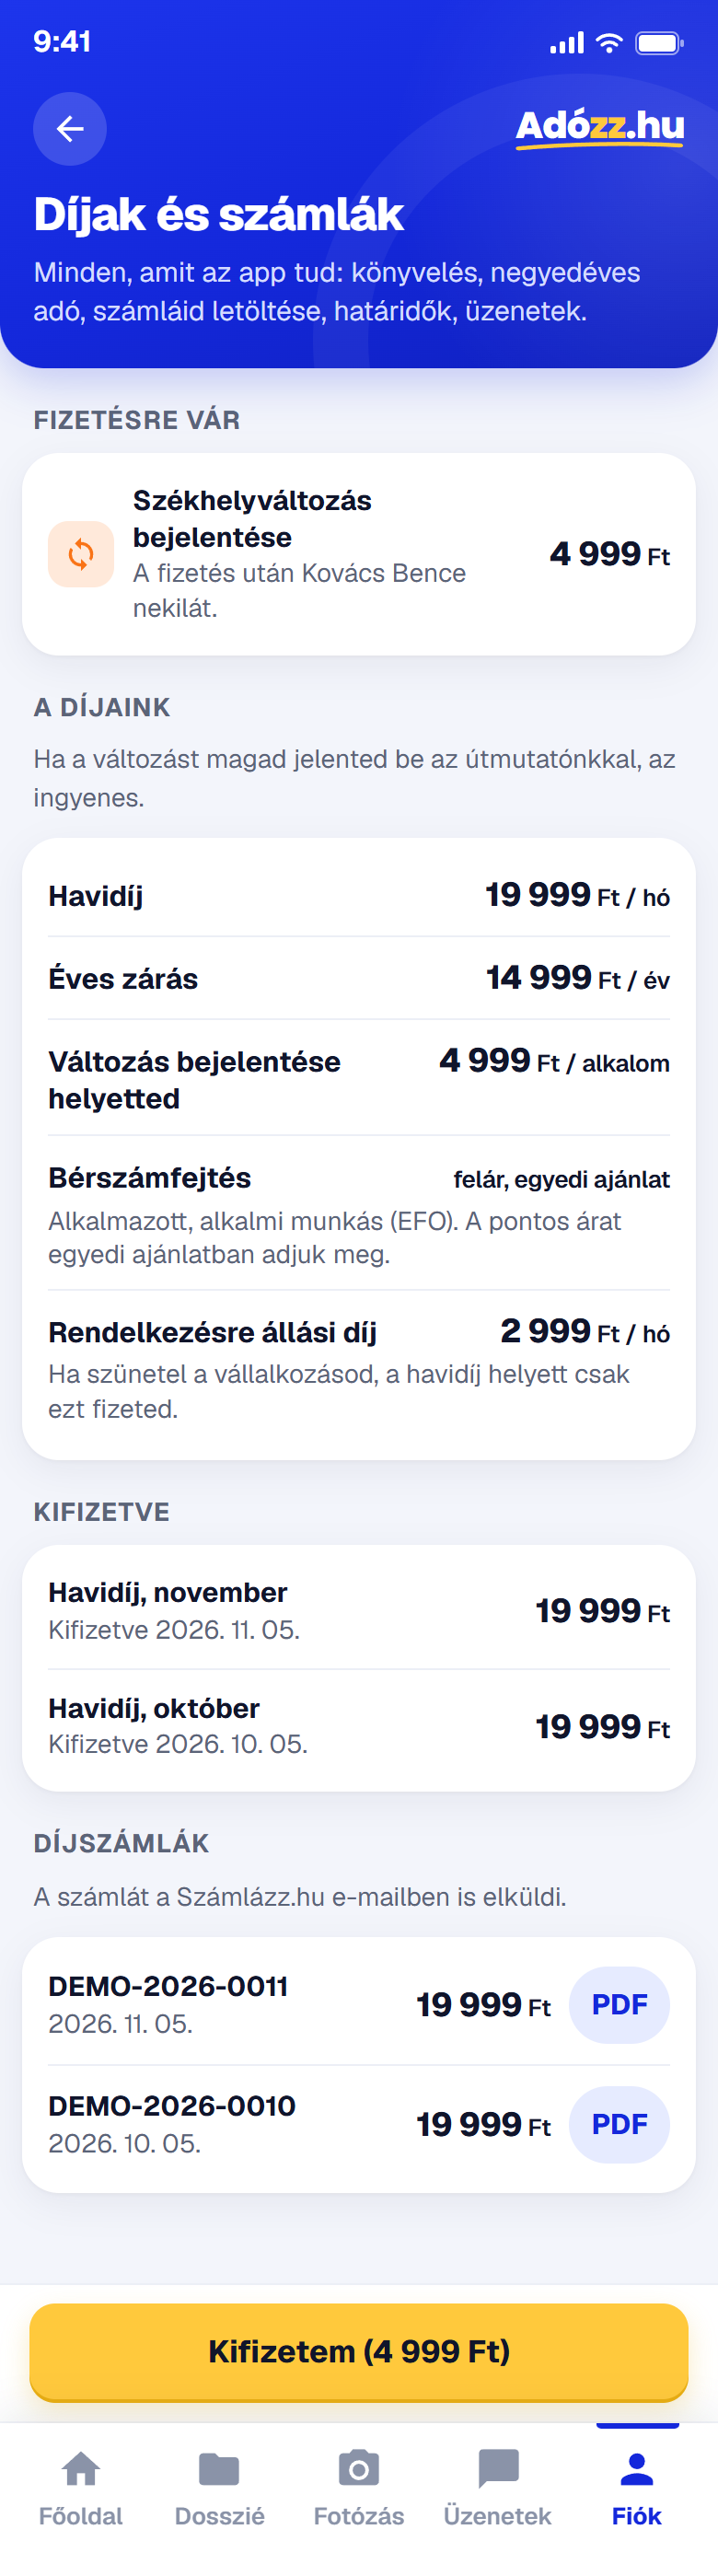 9:41
Adózz.hu
Díjak és számlák
Minden, amit az app tud: könyvelés, negyedéves
adó, számláid letöltése, határidők, üzenetek.
FIZETÉSRE VÁR
Székhelyváltozás
bejelentése
A fizetés után Kovács Bence
nekilát.
4 999 Ft
A DÍJAINK
Ha a változást magad jelented be az útmutatónkkal, az
ingyenes.
Havidíj 19 999 Ft / hó
Éves zárás 14 999 Ft / év
Változás bejelentése 4 999 Ft / alkalom
helyetted
Bérszámfejtés felár, egyedi ajánlat
Alkalmazott, alkalmi munkás (EFO). A pontos árat
egyedi ajánlatban adjuk meg.
Rendelkezésre állási díj 2 999 Ft / hó
Ha szünetel a vállalkozásod, a havidíj helyett csak
ezt fizeted.
KIFIZETVE
Havidíj, november
Kifizetve 2026. 11. 05.
19 999 Ft
Havidíj, október
Kifizetve 2026. 10. 05.
19 999 Ft
DÍJSZÁMLÁK
A számlát a Számlázz.hu e-mailben is elküldi.
DEMO-2026-0011
2026. 11. 05.
19 999 Ft PDF
DEMO-2026-0010
2026. 10. 05.
19 999 Ft PDF
Kifizetem (4 999 Ft)
Főoldal Dosszié Fotózás Üzenetek Fiók